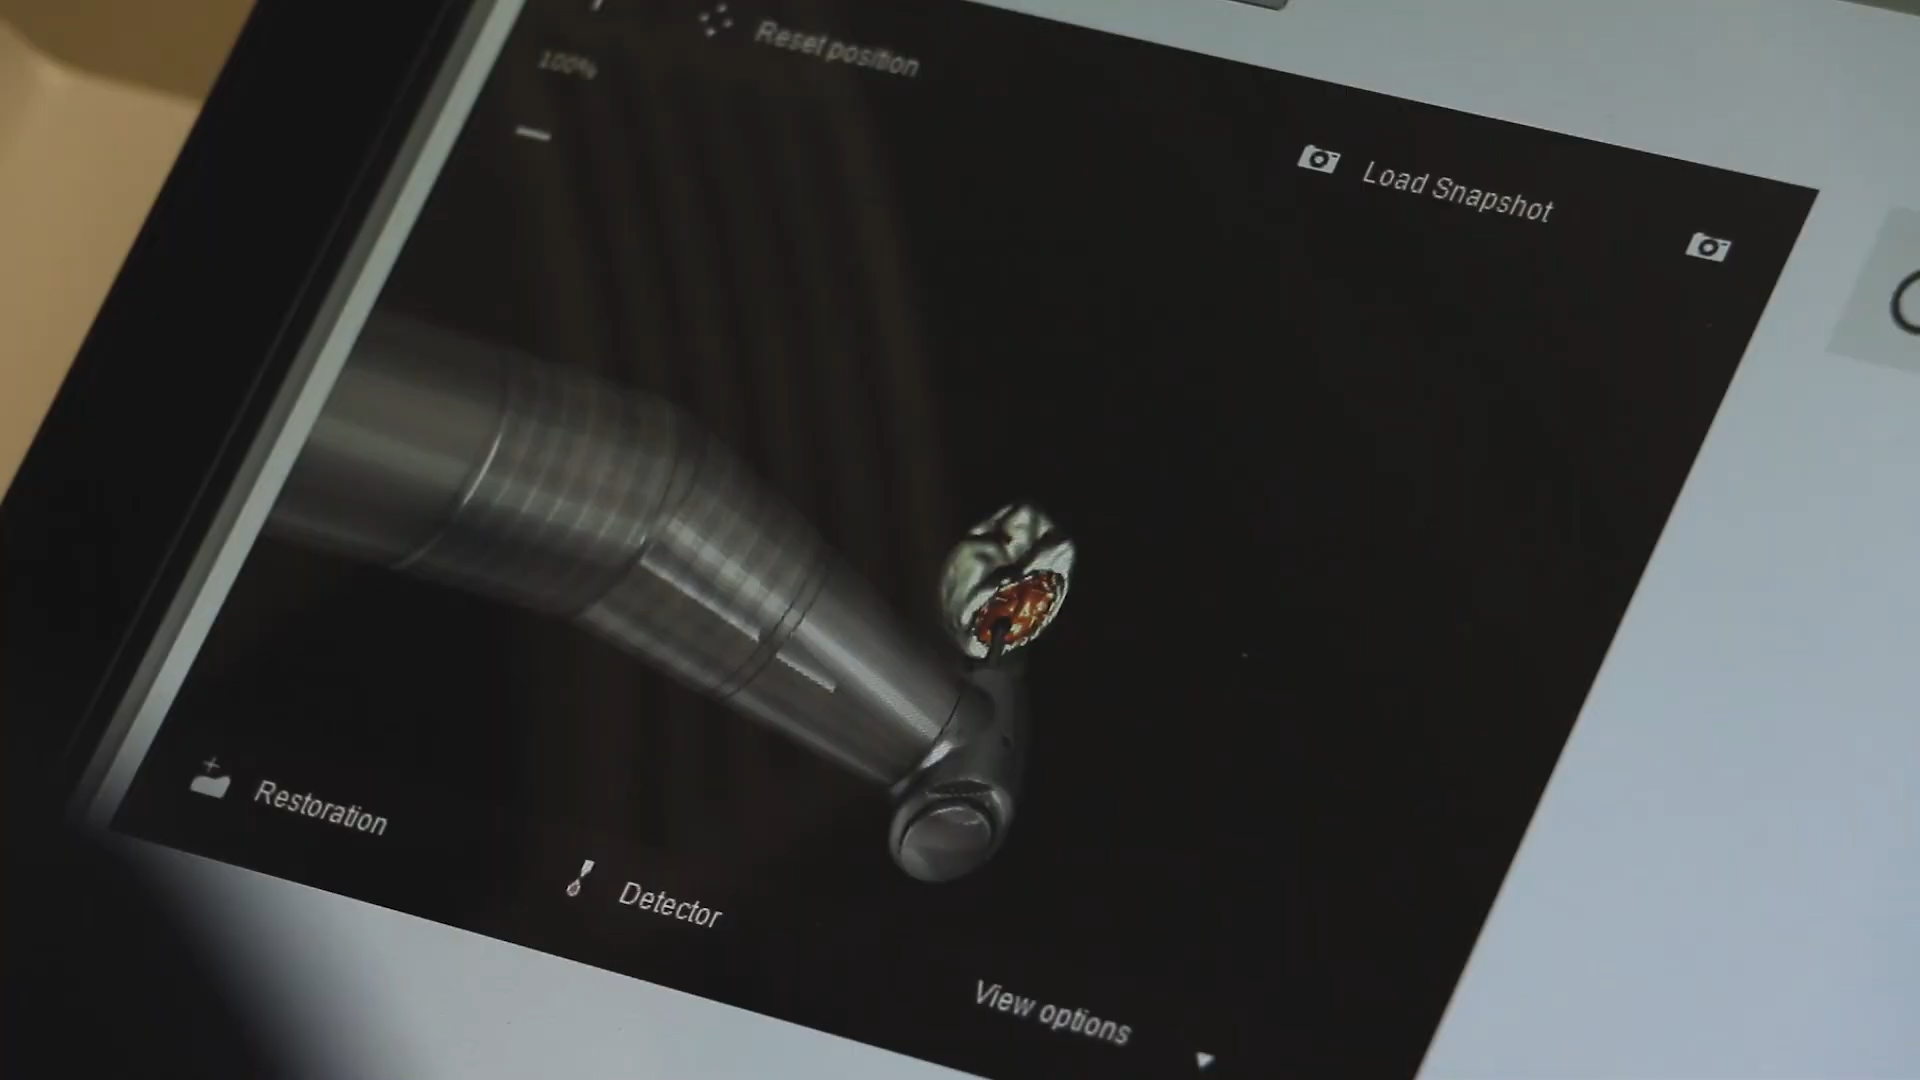 Reset position
100%
Load Snapshot
Restoration
Detector
View options